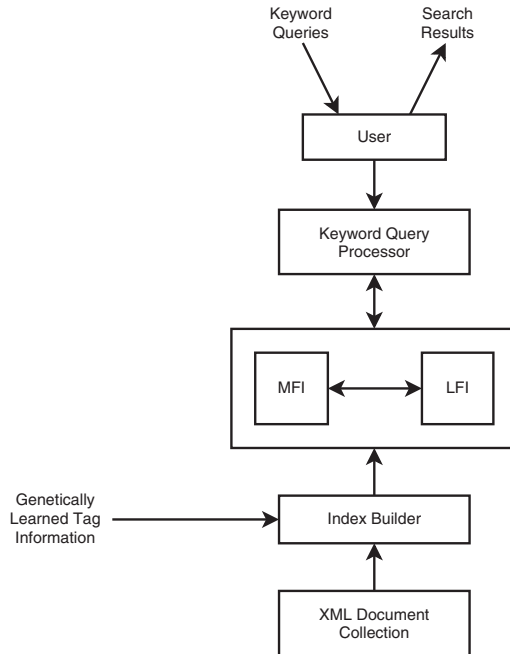 Keyword
Queries
Search
Results
User
Keyword Query
Processor
MFI
LFI
Genetically
Learned Tag
Information
Index Builder
XML Document
Collection